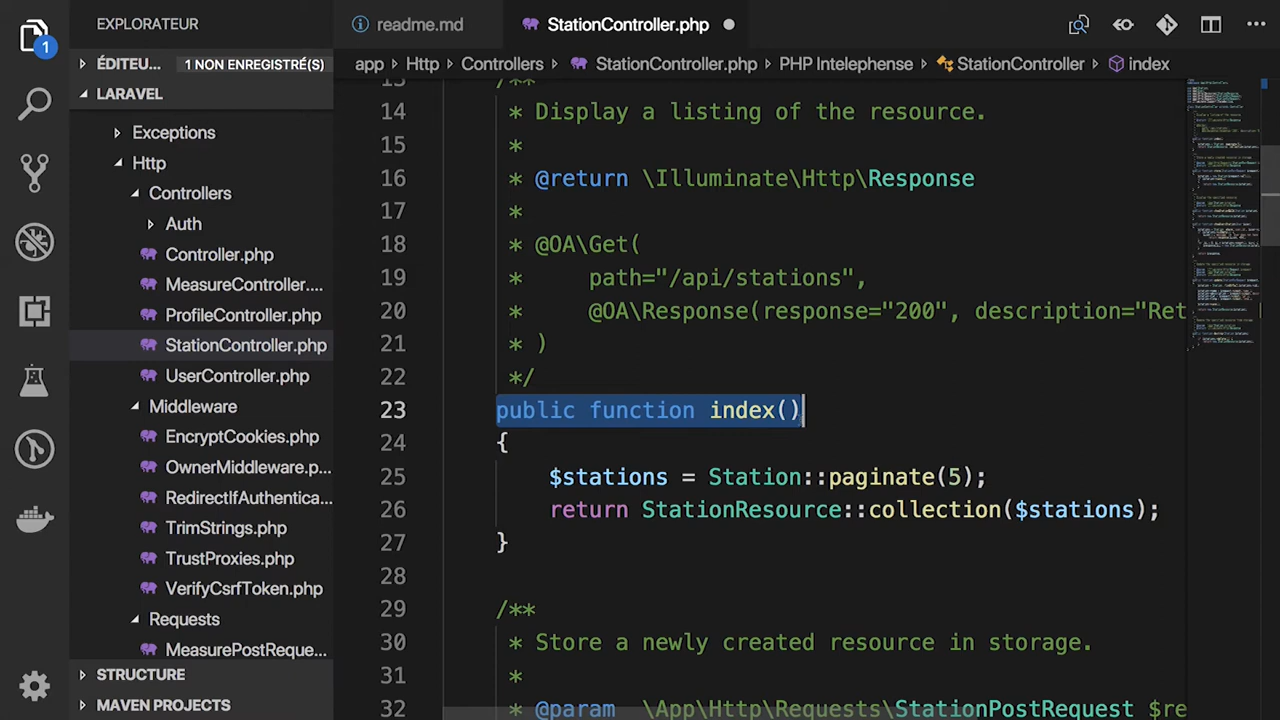 EXPLORATEUR
1
ÉDITEU... 1 NON ENREGISTRÉ(S)
LARAVEL
Exceptions
Http
Controllers
Auth
Controller.php
MeasureController....
ProfileController.php
StationController.php
UserController.php
Middleware
EncryptCookies.php
OwnerMiddleware.p...
RedirectIfAuthentica...
TrimStrings.php
TrustProxies.php
VerifyCsrfToken.php
Requests
MeasurePostReque...
STRUCTURE
MAVEN PROJECTS
readme.md StationController.php
app Http Controllers StationController.php PHP Intelephense StationController index
13 /**
14 * Display a listing of the resource.
15 *
16 * @return \Illuminate\Http\Response
17 *
18 * @OA\Get(
19 * path="/api/stations",
20 * @OA\Response(response="200", description="Ret
21 * )
22 */
23 public function index()
24 {
25 $stations = Station::paginate(5);
26 return StationResource::collection($stations);
27 }
28
29 /**
30 * Store a newly created resource in storage.
31 *
32 * @param \App\Http\Requests\StationPostRequest $re